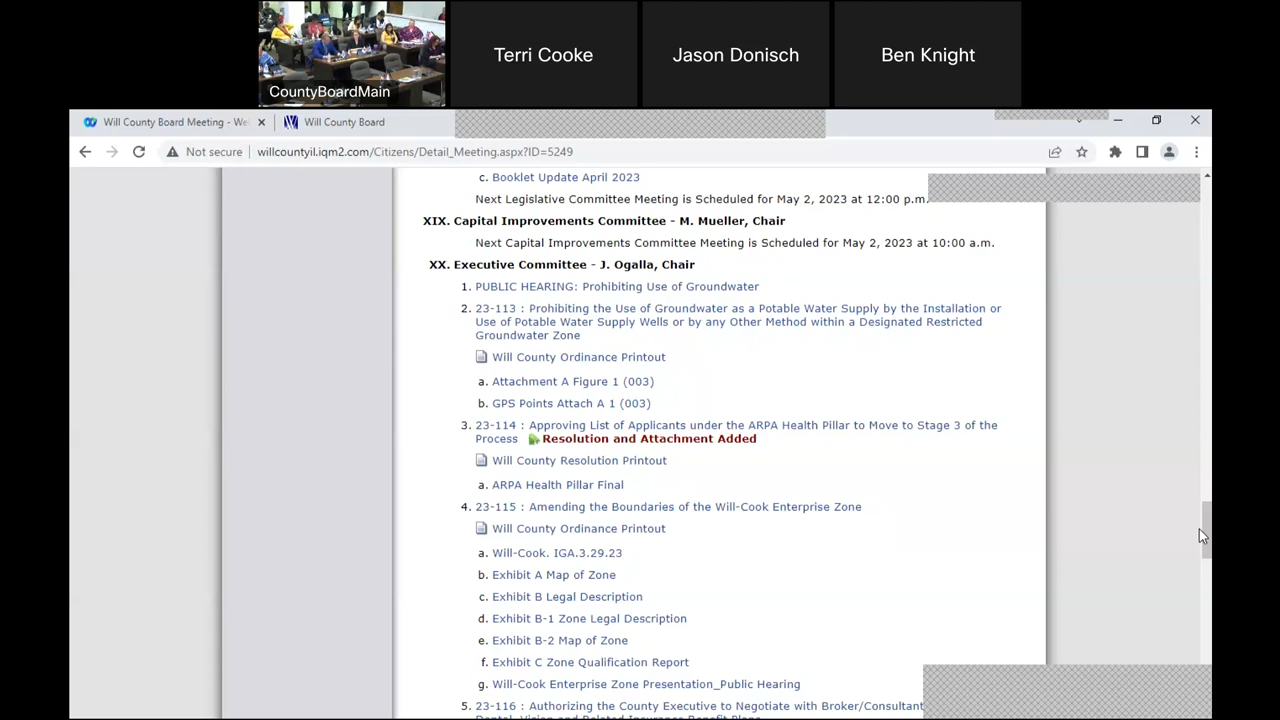 CountyBoardMain
Terri Cooke
Jason Donisch
Ben Knight
Will County Board Meeting - We
Will County Board
Not secure
willcountyil.iqm2.com/Citizens/Detail_Meeting.aspx?ID=5249
c. Booklet Update April 2023
Next Legislative Committee Meeting is Scheduled for May 2, 2023 at 12:00 p.m.
XIX. Capital Improvements Committee - M. Mueller, Chair
Next Capital Improvements Committee Meeting is Scheduled for May 2, 2023 at 10:00 a.m.
XX. Executive Committee - J. Ogalla, Chair
1. PUBLIC HEARING: Prohibiting Use of Groundwater
2. 23-113 : Prohibiting the Use of Groundwater as a Potable Water Supply by the Installation or
Use of Potable Water Supply Wells or by any Other Method within a Designated Restricted
Groundwater Zone
Will County Ordinance Printout
a. Attachment A Figure 1 (003)
b. GPS Points Attach A 1 (003)
3. 23-114 : Approving List of Applicants under the ARPA Health Pillar to Move to Stage 3 of the
Process Resolution and Attachment Added
Will County Resolution Printout
a. ARPA Health Pillar Final
4. 23-115 : Amending the Boundaries of the Will-Cook Enterprise Zone
Will County Ordinance Printout
a. Will-Cook. IGA.3.29.23
b. Exhibit A Map of Zone
c. Exhibit B Legal Description
d. Exhibit B-1 Zone Legal Description
e. Exhibit B-2 Map of Zone
f. Exhibit C Zone Qualification Report
g. Will-Cook Enterprise Zone Presentation_Public Hearing
5. 23-116 : Authorizing the County Executive to Negotiate with Broker/Consultant
Dental, Vision and Related Insurance Benefit Plans